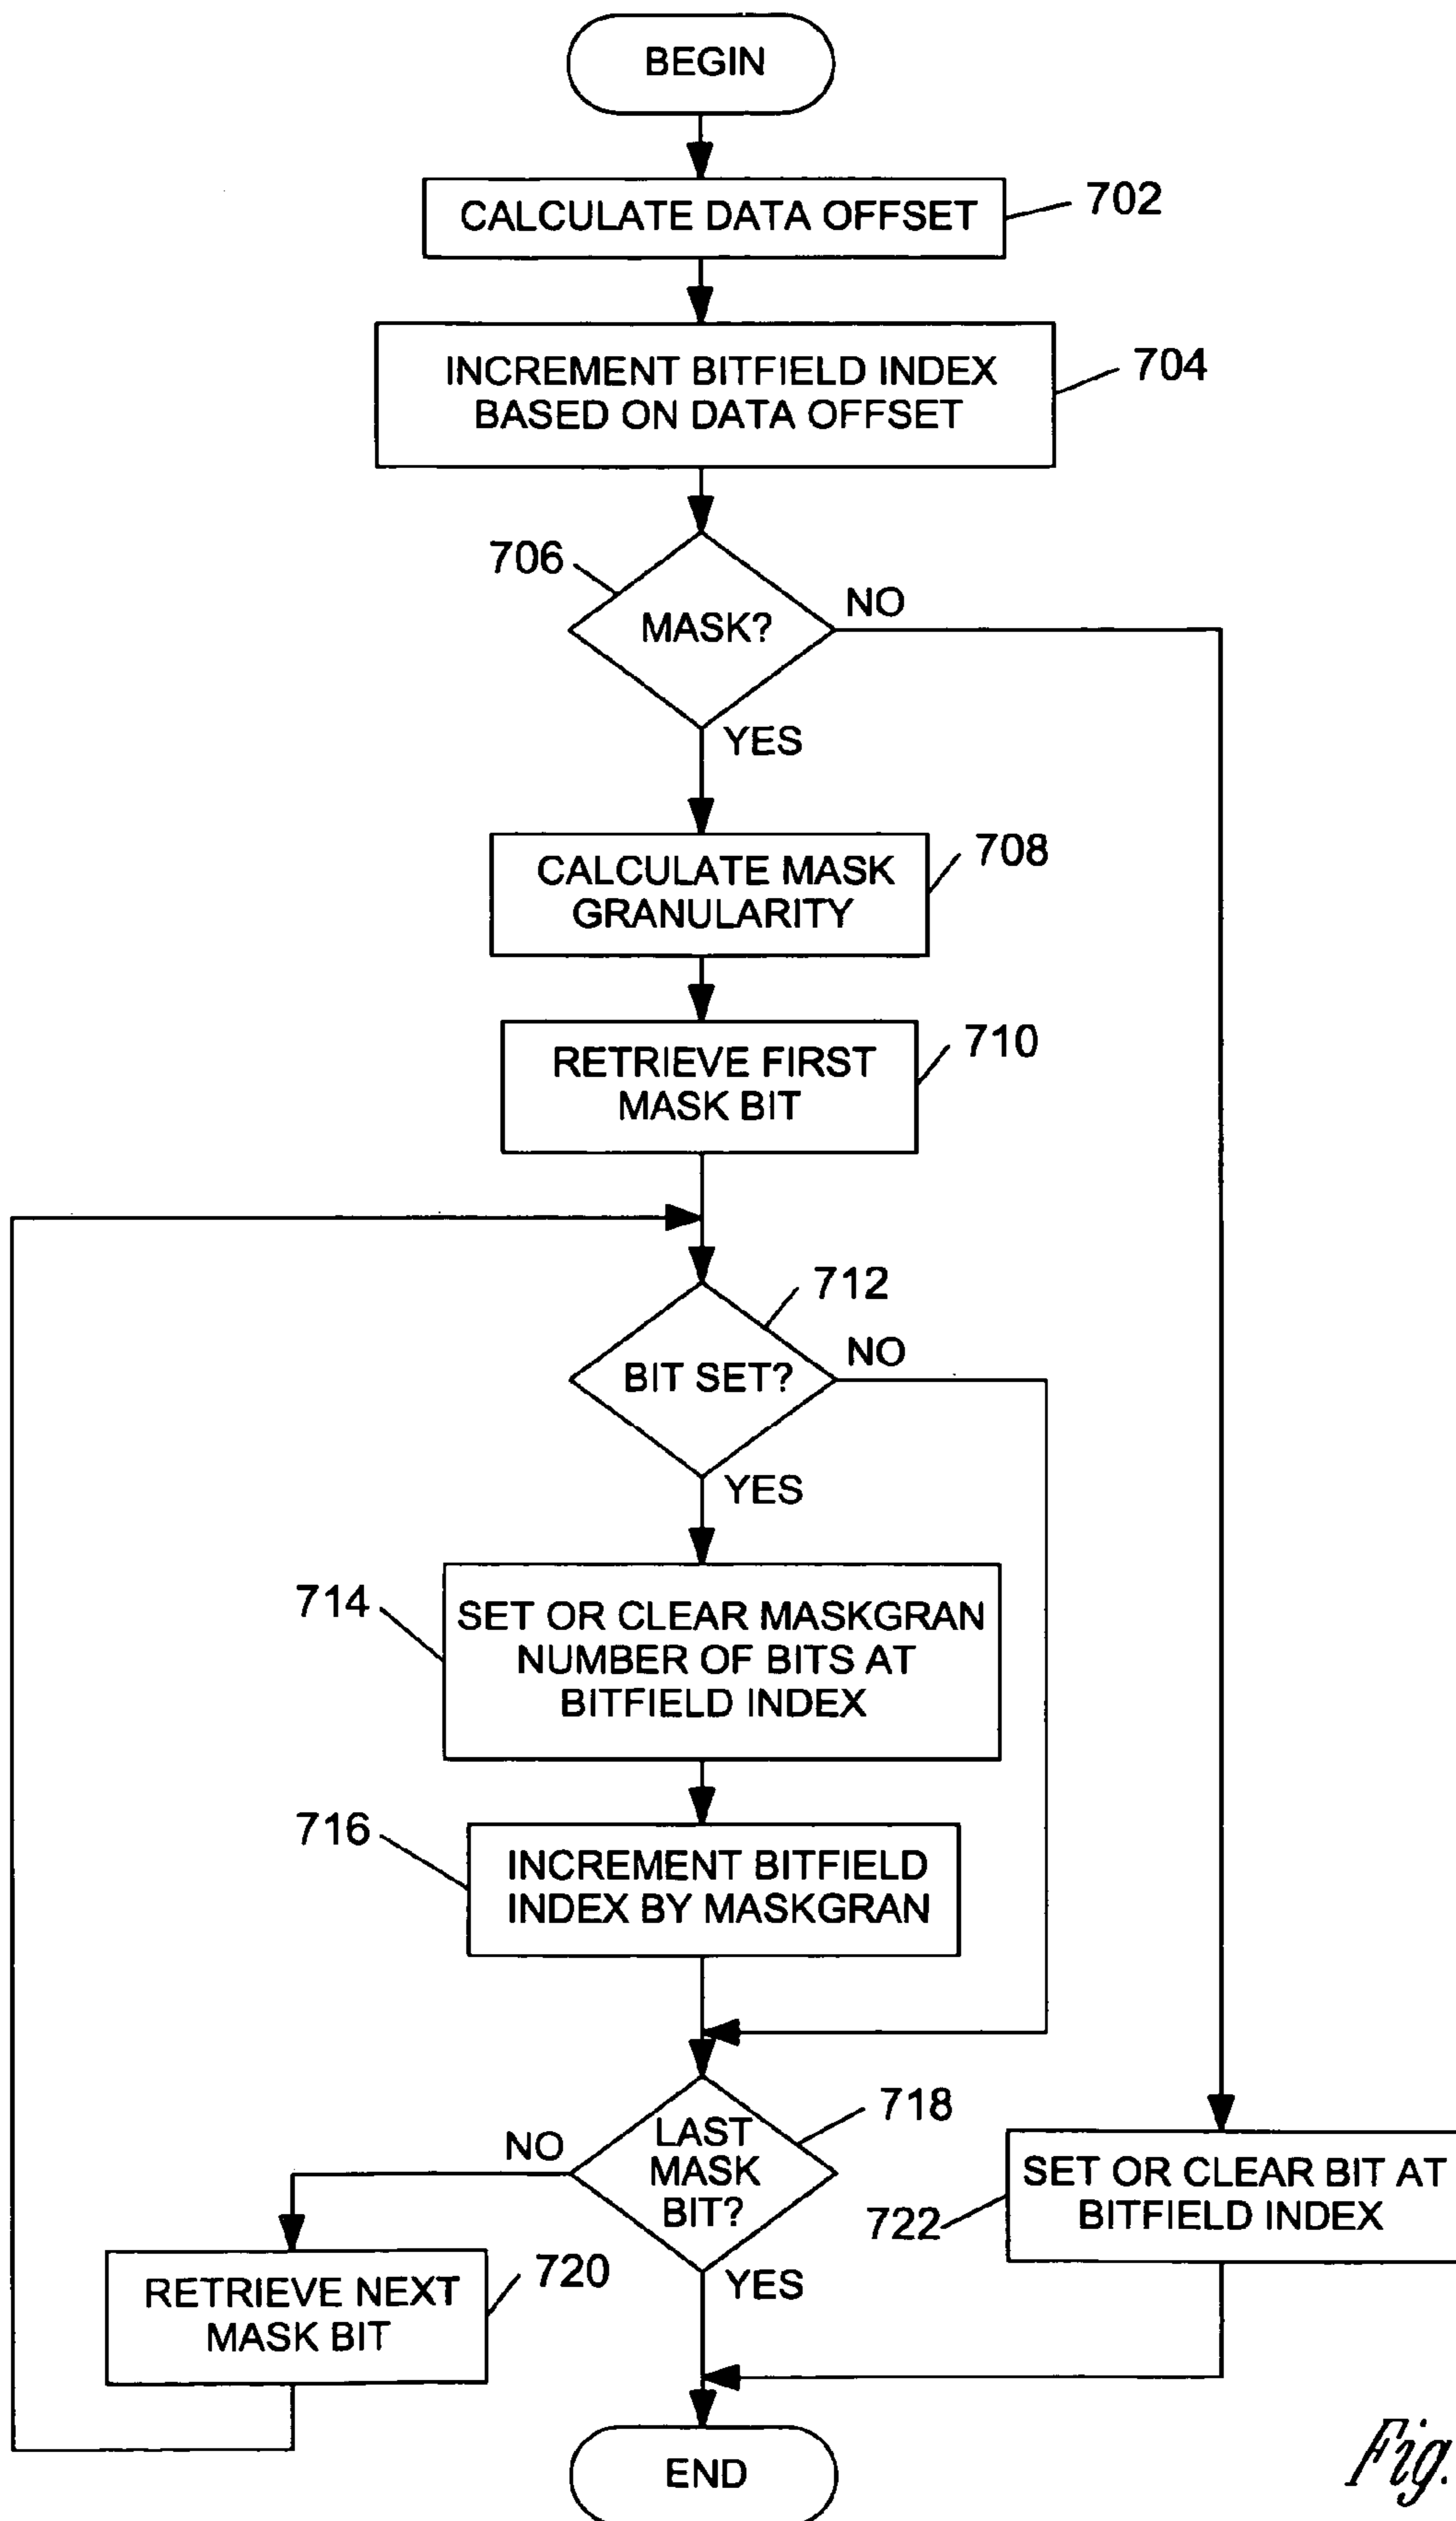 BEGIN
CALCULATE DATA OFFSET
702
INCREMENT BITFIELD INDEX
BASED ON DATA OFFSET
704
706
MASK?
NO
YES
CALCULATE MASK
GRANULARITY
708
RETRIEVE FIRST
MASK BIT
710
712
BIT SET?
NO
YES
714
SET OR CLEAR MASKGRAN
NUMBER OF BITS AT
BITFIELD INDEX
716
INCREMENT BITFIELD
INDEX BY MASKGRAN
718
LAST
MASK
BIT?
NO
YES
SET OR CLEAR BIT AT
BITFIELD INDEX
722
RETRIEVE NEXT
MASK BIT
720
END
Fig.